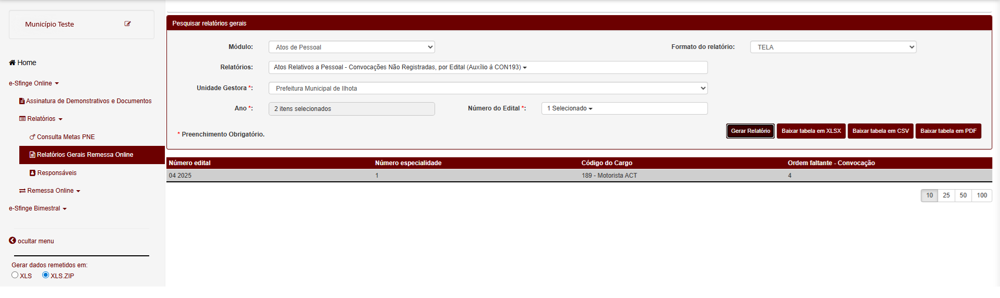 Município Teste
Home
e-Sfinge Online
Assinatura de Demonstrativos e Documentos
Relatórios
Consulta Metas PNE
Relatórios Gerais Remessa Online
Responsáveis
Remessa Online
e-Sfinge Bimestral
ocultar menu
Gerar dados remetidos em:
XLS XLS.ZIP
Pesquisar relatórios gerais
Módulo: Atos de Pessoal Formato do relatório: TELA
Relatórios: Atos Relativos a Pessoal - Convocações Não Registradas, por Edital (Auxílio à CON193)
Unidade Gestora *: Prefeitura Municipal de Ilhota
Ano *: 2 itens selecionados Número do Edital *: 1 Selecionado
* Preenchimento Obrigatório. Gerar Relatório Baixar tabela em XLSX Baixar tabela em CSV Baixar tabela em PDF
Número edital Número especialidade Código do Cargo Ordem faltante - Convocação
04 2025 1 189 - Motorista ACT 4
10 25 50 100